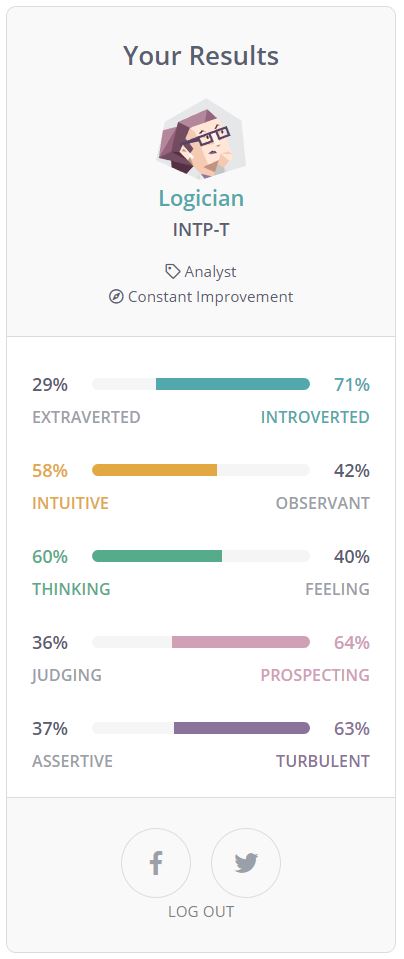 Your Results
Logician
INTP-T
Analyst
Constant Improvement
29% 71%
EXTRAVERTED INTROVERTED
58% 42%
INTUITIVE OBSERVANT
60% 40%
THINKING FEELING
36% 64%
JUDGING PROSPECTING
37% 63%
ASSERTIVE TURBULENT
LOG OUT